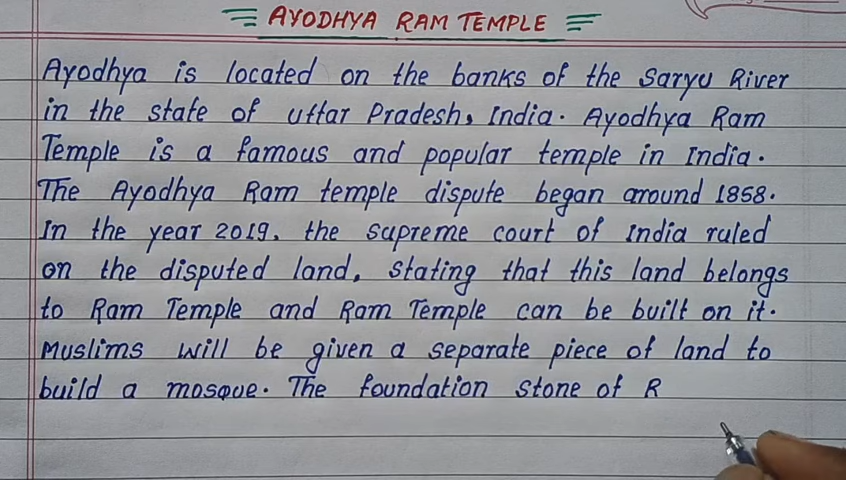 AYODHYA RAM TEMPLE
Ayodhya is located on the banks of the Saryu River
in the state of uttar Pradesh, India. Ayodhya Ram
Temple is a famous and popular temple in India.
The Ayodhya Ram temple dispute began around 1858.
In the year 2019, the supreme court of India ruled
on the disputed land, stating that this land belongs
to Ram Temple and Ram Temple can be built on it.
Muslims will be given a separate piece of land to
build a mosque. The foundation stone of R